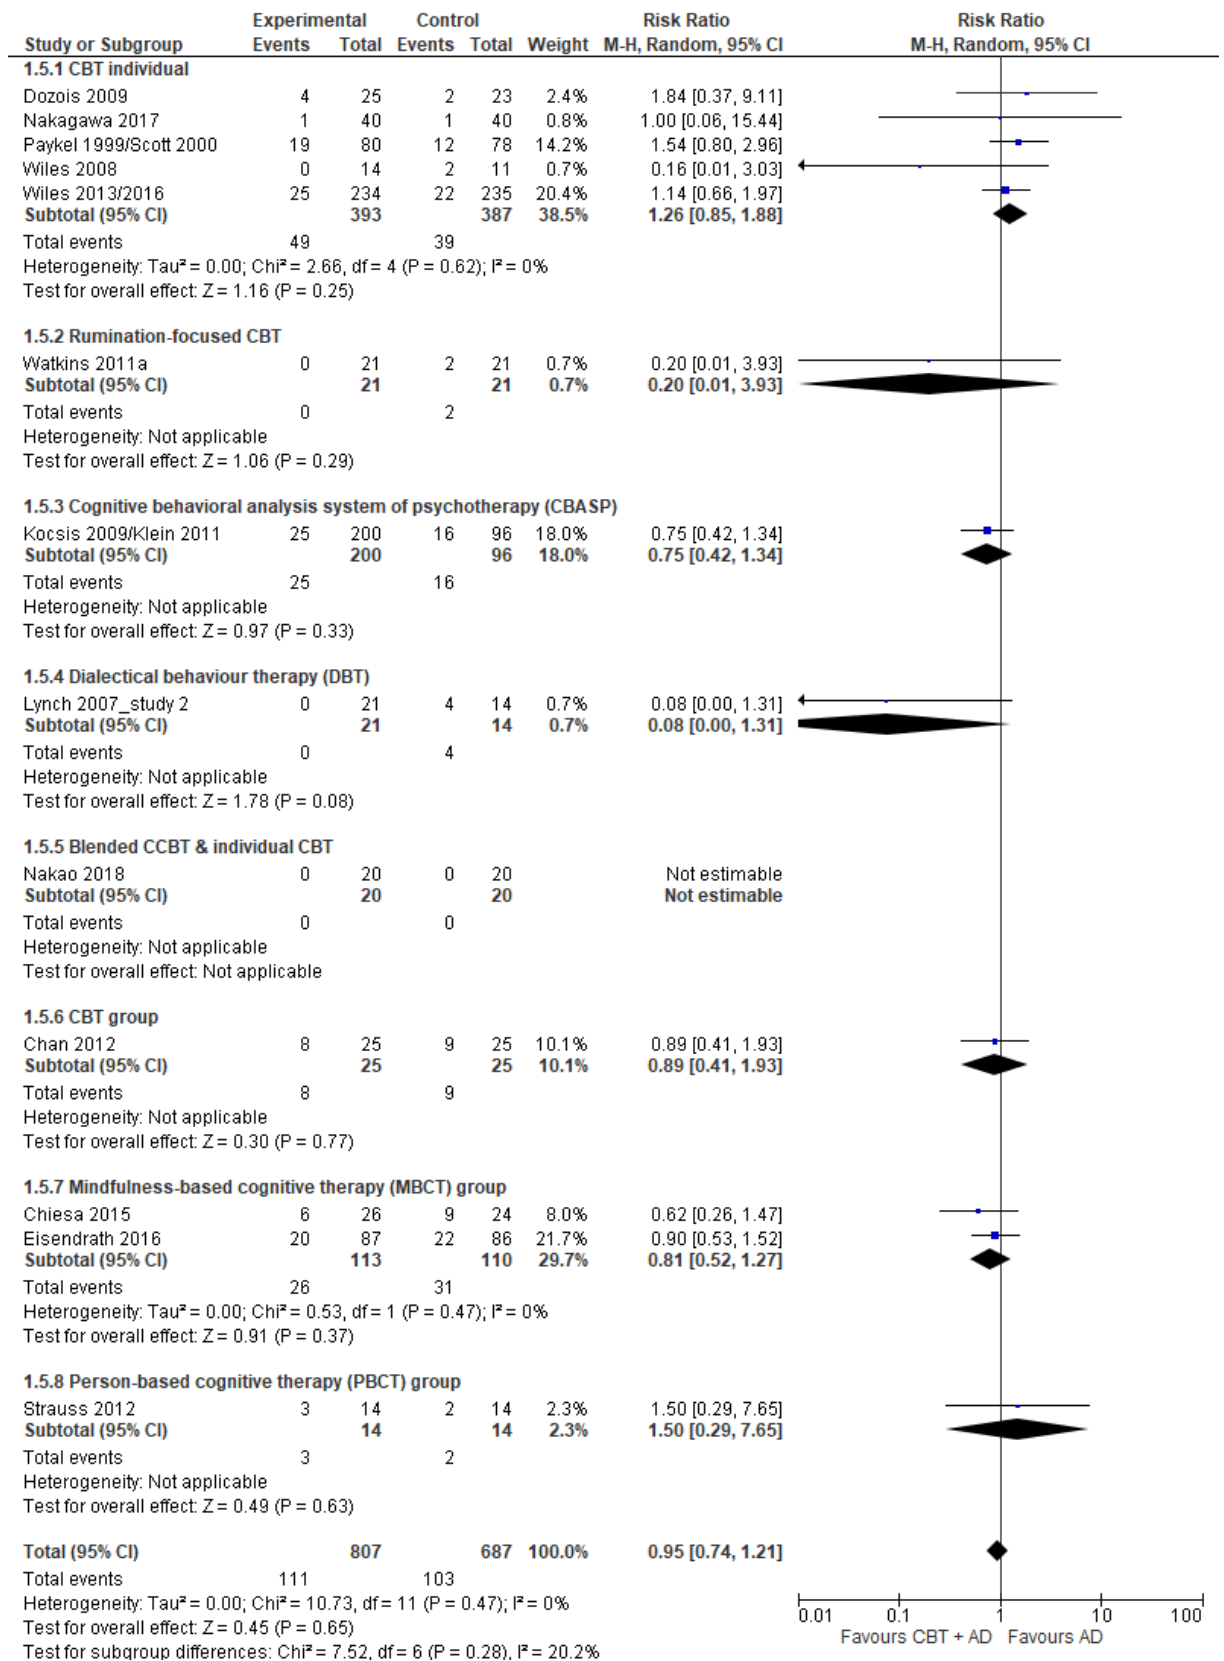 Experimental Control Risk Ratio Risk Ratio
Study or Subgroup Events Total Events Total Weight M-H, Random, 95% CI M-H, Random, 95% CI
1.5.1 CBT individual
Dozois 2009 4 25 2 23 2.4% 1.84 [0.37, 9.11]
Nakagawa 2017 1 40 1 40 0.8% 1.00 [0.06, 15.44]
Paykel 1999/Scott 2000 19 80 12 78 14.2% 1.54 [0.80, 2.96]
Wiles 2008 0 14 2 11 0.7% 0.16 [0.01, 3.03]
Wiles 2013/2016 25 234 22 235 20.4% 1.14 [0.66, 1.97]
Subtotal (95% CI) 393 387 38.5% 1.26 [0.85, 1.88]
Total events 49 39
Heterogeneity: Tau² = 0.00; Chi² = 2.66, df = 4 (P = 0.62); I² = 0%
Test for overall effect: Z = 1.16 (P = 0.25)
1.5.2 Rumination-focused CBT
Watkins 2011a 0 21 2 21 0.7% 0.20 [0.01, 3.93]
Subtotal (95% CI) 21 21 0.7% 0.20 [0.01, 3.93]
Total events 0 2
Heterogeneity: Not applicable
Test for overall effect: Z = 1.06 (P = 0.29)
1.5.3 Cognitive behavioral analysis system of psychotherapy (CBASP)
Kocsis 2009/Klein 2011 25 200 16 96 18.0% 0.75 [0.42, 1.34]
Subtotal (95% CI) 200 96 18.0% 0.75 [0.42, 1.34]
Total events 25 16
Heterogeneity: Not applicable
Test for overall effect: Z = 0.97 (P = 0.33)
1.5.4 Dialectical behaviour therapy (DBT)
Lynch 2007_study 2 0 21 4 14 0.7% 0.08 [0.00, 1.31]
Subtotal (95% CI) 21 14 0.7% 0.08 [0.00, 1.31]
Total events 0 4
Heterogeneity: Not applicable
Test for overall effect: Z = 1.78 (P = 0.08)
1.5.5 Blended CCBT & individual CBT
Nakao 2018 0 20 0 20 Not estimable
Subtotal (95% CI) 20 20 Not estimable
Total events 0 0
Heterogeneity: Not applicable
Test for overall effect: Not applicable
1.5.6 CBT group
Chan 2012 8 25 9 25 10.1% 0.89 [0.41, 1.93]
Subtotal (95% CI) 25 25 10.1% 0.89 [0.41, 1.93]
Total events 8 9
Heterogeneity: Not applicable
Test for overall effect: Z = 0.30 (P = 0.77)
1.5.7 Mindfulness-based cognitive therapy (MBCT) group
Chiesa 2015 6 26 9 24 8.0% 0.62 [0.26, 1.47]
Eisendrath 2016 20 87 22 86 21.7% 0.90 [0.53, 1.52]
Subtotal (95% CI) 113 110 29.7% 0.81 [0.52, 1.27]
Total events 26 31
Heterogeneity: Tau² = 0.00; Chi² = 0.53, df = 1 (P = 0.47); I² = 0%
Test for overall effect: Z = 0.91 (P = 0.37)
1.5.8 Person-based cognitive therapy (PBCT) group
Strauss 2012 3 14 2 14 2.3% 1.50 [0.29, 7.65]
Subtotal (95% CI) 14 14 2.3% 1.50 [0.29, 7.65]
Total events 3 2
Heterogeneity: Not applicable
Test for overall effect: Z = 0.49 (P = 0.63)
Total (95% CI) 807 687 100.0% 0.95 [0.74, 1.21]
Total events 111 103
Heterogeneity: Tau² = 0.00; Chi² = 10.73, df = 11 (P = 0.47); I² = 0%
Test for overall effect: Z = 0.45 (P = 0.65)
Test for subgroup differences: Chi² = 7.52, df = 6 (P = 0.28), I² = 20.2%
0.01 0.1 1 10 100
Favours CBT + AD Favours AD